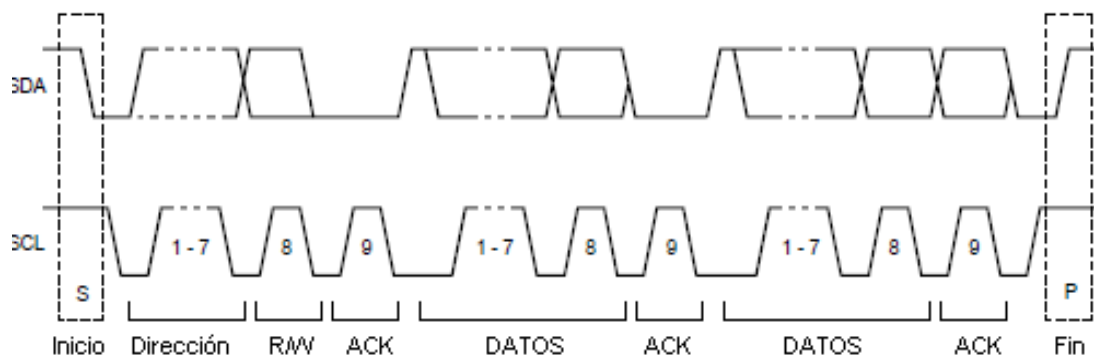 SDA
SCL
1 - 7 8 9 1 - 7 8 9 1 - 7 8 9
S P
Inicio Dirección R/W ACK DATOS ACK DATOS ACK Fin